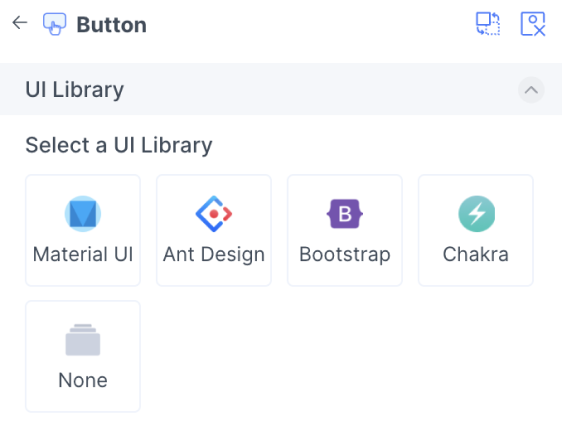 Button
UI Library
Select a UI Library
Material UI
Ant Design
B
Bootstrap
Chakra
None